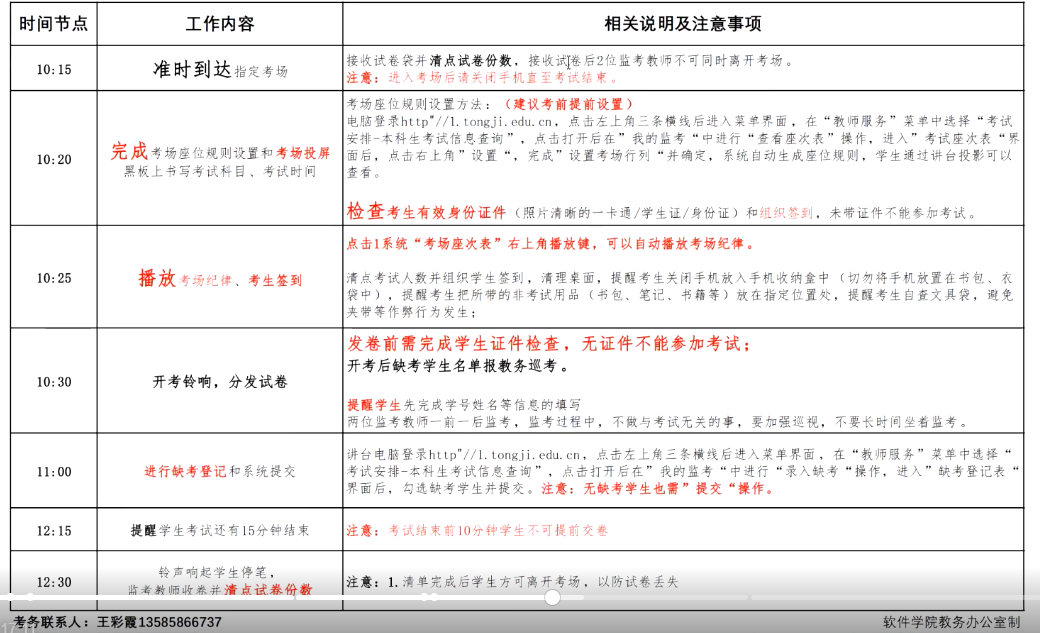 时间节点 工作内容 相关说明及注意事项
10:15 准时到达指定考场
接收试卷袋并清点试卷份数，接收试卷后2位监考教师不可同时离开考场。
注意：进入考场后请关闭手机直至考试结束。
10:20
完成考场座位规则设置和考场投屏
黑板上书写考试科目、考试时间
考场座位规则设置方法：（建议考前提前设置）
电脑登录http"//1.tongji.edu.cn，点击左上角三条横线后进入菜单界面，在“教师服务”菜单中选择“考试
安排-本科生考试信息查询”，点击打开后在”我的监考“中进行“查看座次表”操作，进入”考试座次表“界
面后，点击右上角”设置“，完成”设置考场行列“并确定，系统自动生成座位规则，学生通过讲台投影可以
查看。
检查考生有效身份证件（照片清晰的一卡通/学生证/身份证）和组织签到，未带证件不能参加考试。
10:25 播放考场纪律、考生签到
点击1系统“考场座次表”右上角播放键，可以自动播放考场纪律。
清点考试人数并组织学生签到，清理桌面，提醒考生关闭手机放入手机收纳盒中（切勿将手机放置在书包、衣
袋中），提醒考生把所带的非考试用品（书包、笔记、书籍等）放在指定位置处，提醒考生自查文具袋，避免
夹带等作弊行为发生；
10:30 开考铃响，分发试卷
发卷前需完成学生证件检查，无证件不能参加考试；
开考后缺考学生名单报教务巡考。
提醒学生先完成学号姓名等信息的填写
两位监考教师一前一后监考，监考过程中，不做与考试无关的事，要加强巡视，不要长时间坐着监考。
11:00 进行缺考登记和系统提交
讲台电脑登录http"//1.tongji.edu.cn，点击左上角三条横线后进入菜单界面，在“教师服务”菜单中选择“
考试安排-本科生考试信息查询”，点击打开后在”我的监考“中进行“录入缺考“操作，进入”缺考登记表“
界面后，勾选缺考学生并提交。注意：无缺考学生也需”提交“操作。
12:15 提醒学生考试还有15分钟结束 注意：考试结束前10分钟学生不可提前交卷
12:30
铃声响起学生停笔，
监考教师收卷并清点试卷份数
注意：1.清单完成后学生方可离开考场，以防试卷丢失
考务联系人：王彩霞13585866737 软件学院教务办公室制